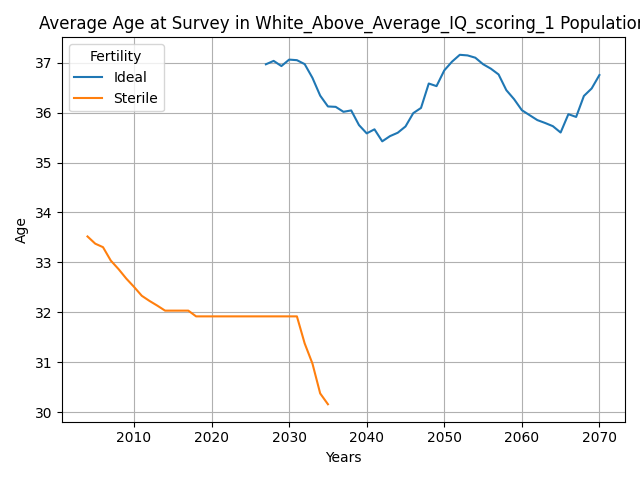 Average Age at Survey in White_Above_Average_IQ_scoring_1 Population
Fertility
Ideal
Sterile
37
36
35
34
33
32
31
30
Age
2010 2020 2030 2040 2050 2060 2070
Years